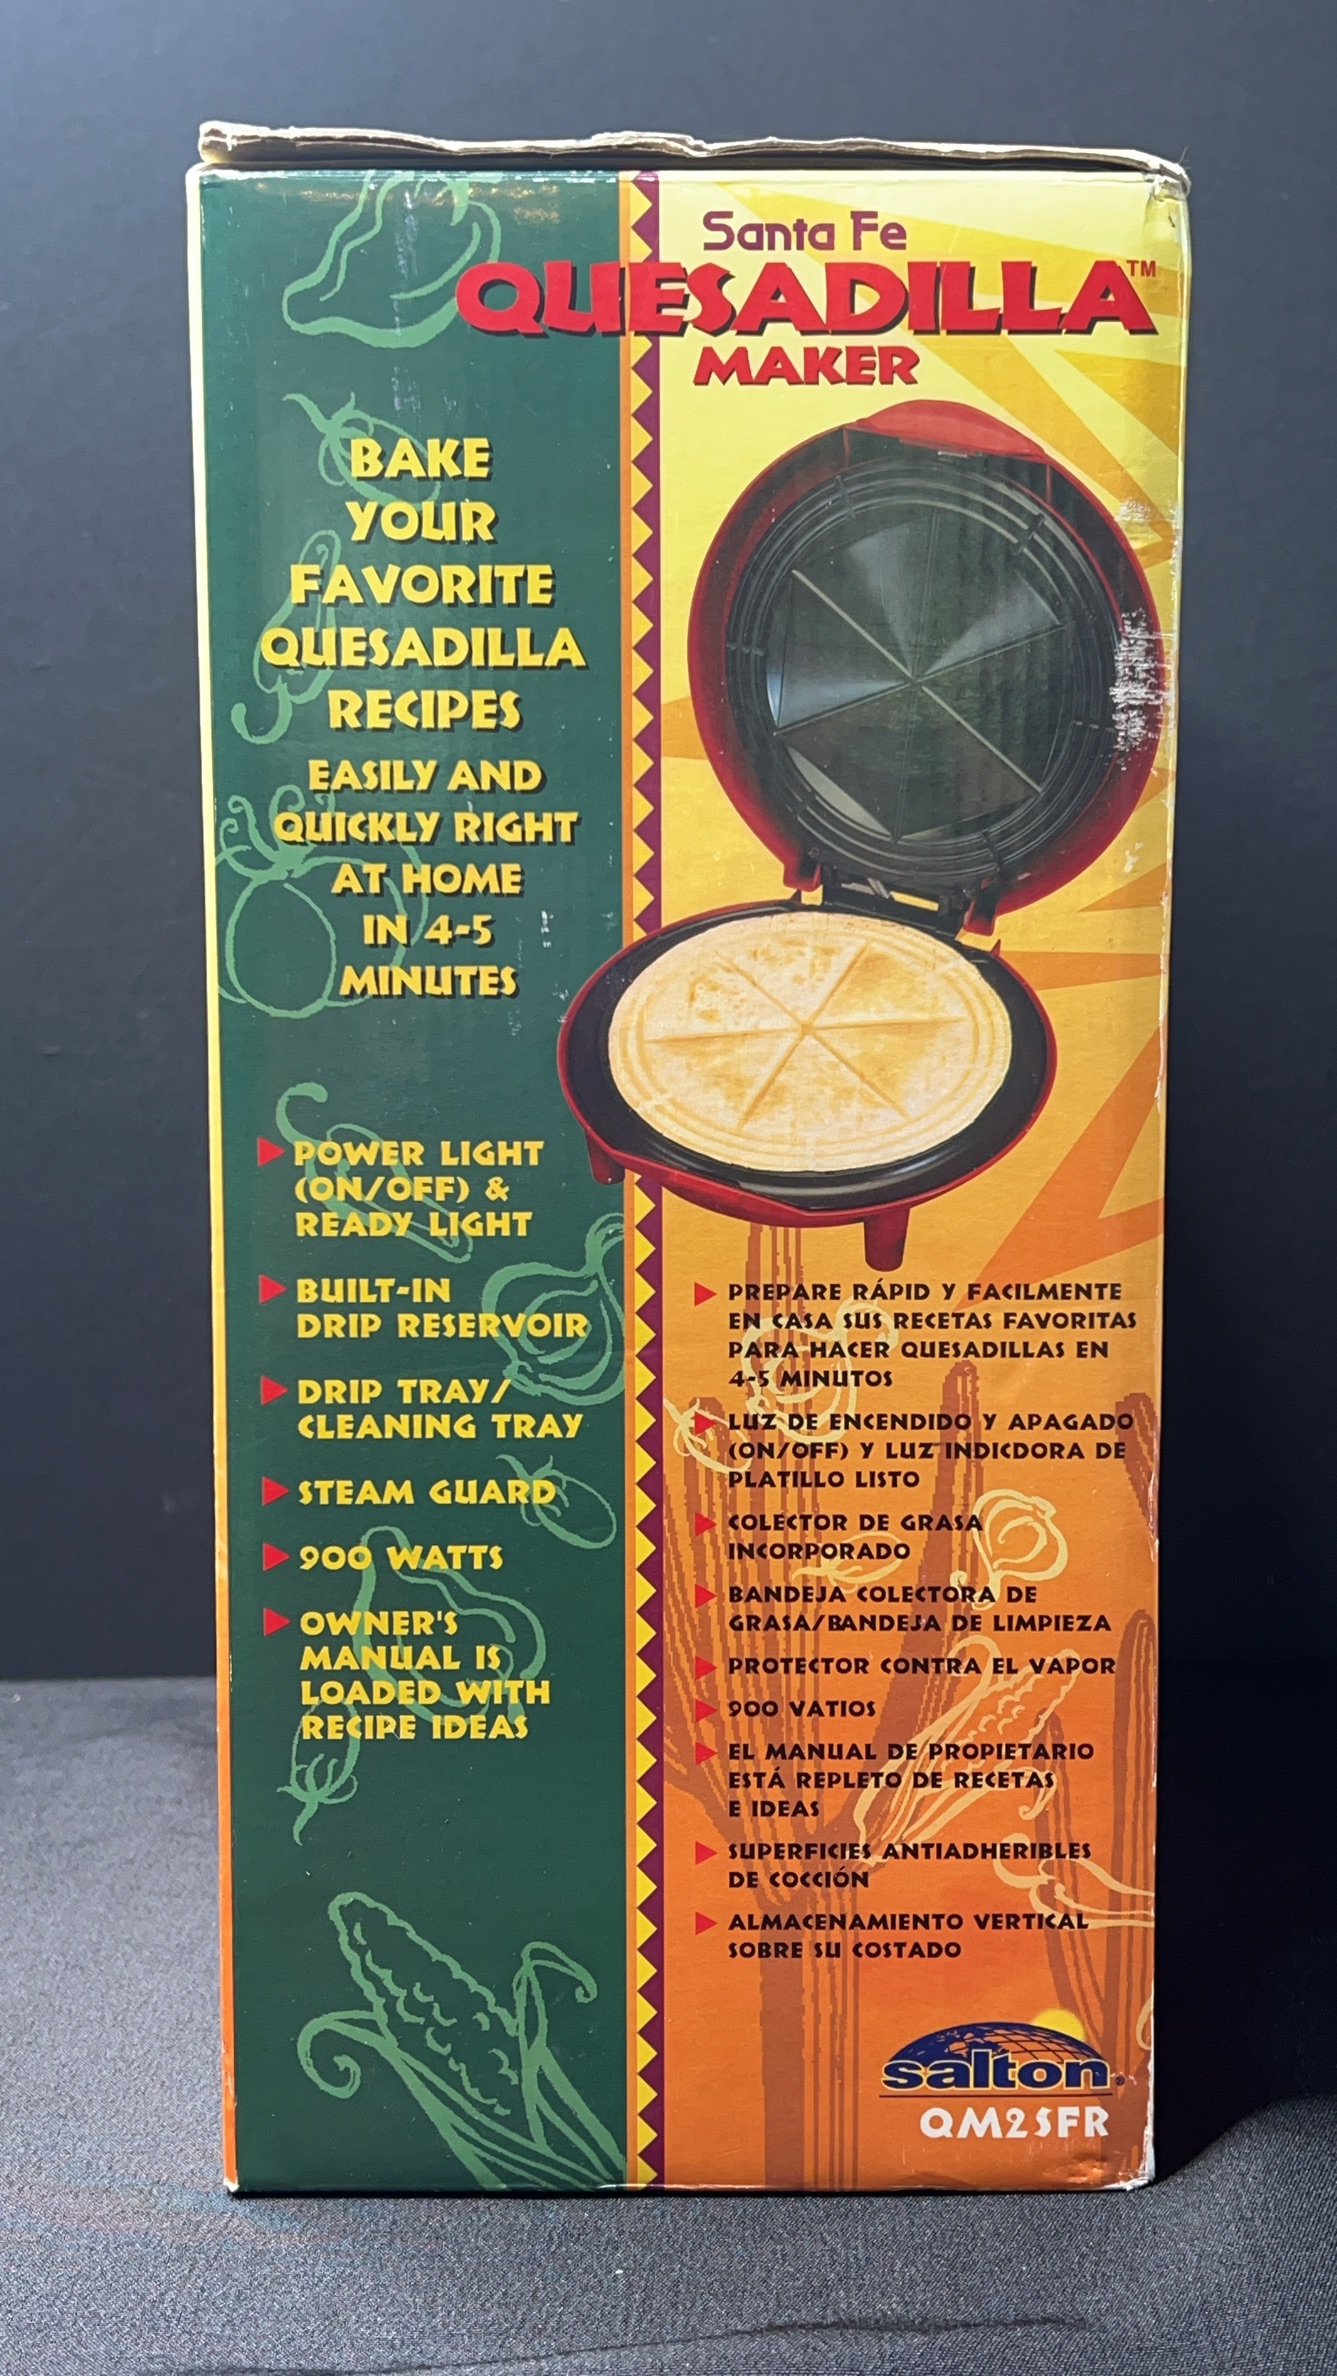 Santa Fe
QUESADILLA™
MAKER
BAKE
YOUR
FAVORITE
QUESADILLA
RECIPES
EASILY AND
QUICKLY RIGHT
AT HOME
IN 4-5
MINUTES
POWER LIGHT
(ON/OFF) &
READY LIGHT
BUILT-IN
DRIP RESERVOIR
DRIP TRAY/
CLEANING TRAY
STEAM GUARD
900 WATTS
OWNER'S
MANUAL IS
LOADED WITH
RECIPE IDEAS
PREPARE RÁPID Y FACILMENTE
EN CASA SUS RECETAS FAVORITAS
PARA HACER QUESADILLAS EN
4-5 MINUTOS
LUZ DE ENCENDIDO Y APAGADO
(ON/OFF) Y LUZ INDICDORA DE
PLATILLO LISTO
COLECTOR DE GRASA
INCORPORADO
BANDEJA COLECTORA DE
GRASA/BANDEJA DE LIMPIEZA
PROTECTOR CONTRA EL VAPOR
900 VATIOS
EL MANUAL DE PROPIETARIO
ESTÁ REPLETO DE RECETAS
E IDEAS
SUPERFICIES ANTIADHERIBLES
DE COCCIÓN
ALMACENAMIENTO VERTICAL
SOBRE SU COSTADO
salton®
QM2SFR